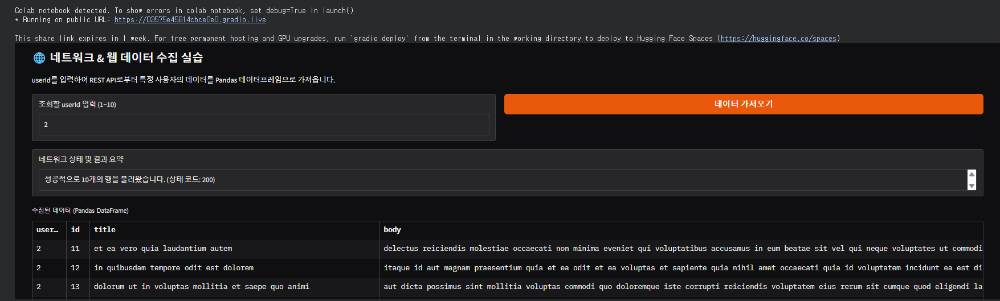 Colab notebook detected. To show errors in colab notebook, set debug=True in launch()
* Running on public URL: https://03575e45614cbce0e0.gradio.live
This share link expires in 1 week. For free permanent hosting and GPU upgrades, run `gradio deploy` from the terminal in the working directory to deploy to Hugging Face Spaces (https://huggingface.co/spaces)
네트워크 & 웹 데이터 수집 실습
userId를 입력하여 REST API로부터 특정 사용자의 데이터를 Pandas 데이터프레임으로 가져옵니다.
조회할 userId 입력 (1~10)
2
데이터 가져오기
네트워크 상태 및 결과 요약
성공적으로 10개의 행을 불러왔습니다. (상태 코드: 200)
수집된 데이터 (Pandas DataFrame)
user… id title body
2 11 et ea vero quia laudantium autem delectus reiciendis molestiae occaecati non minima eveniet qui voluptatibus accusamus in eum beatae sit vel qui neque voluptates ut commodi
2 12 in quibusdam tempore odit est dolorem itaque id aut magnam praesentium quia et ea odit et ea voluptas et sapiente quia nihil amet occaecati quia id voluptatem incidunt ea est di
2 13 dolorum ut in voluptas mollitia et saepe quo animi aut dicta possimus sint mollitia voluptas commodi quo doloremque iste corrupti reiciendis voluptatem eius rerum sit cumque quod eligendi la